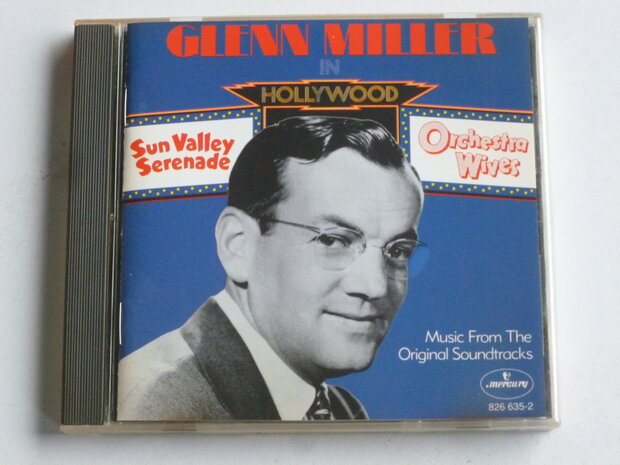 GLENN MILLER
IN
HOLLYWOOD
Sun Valley
Serenade
Orchestra
Wives
Music From The
Original Soundtracks
mercury
826 635-2